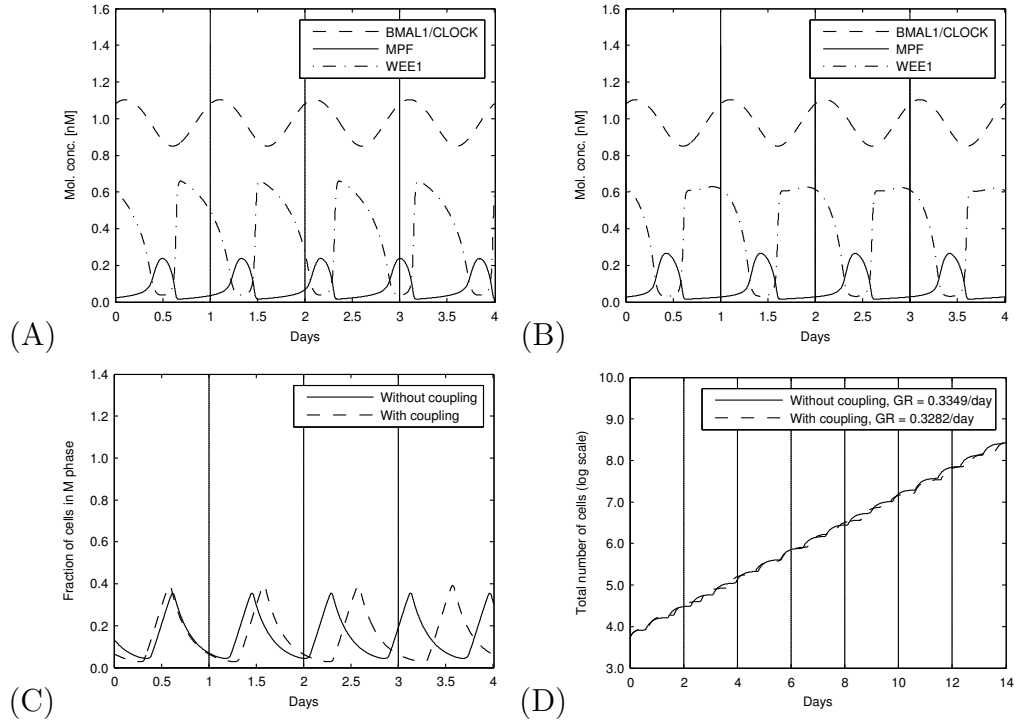 1.6
1.4
1.2
1.0
0.8
0.6
0.4
0.2
0.0
Mol. conc. [nM]
BMAL1/CLOCK
MPF
WEE1
0 0.5 1 1.5 2 2.5 3 3.5 4
Days
(A)
1.6
1.4
1.2
1.0
0.8
0.6
0.4
0.2
0.0
Mol. conc. [nM]
BMAL1/CLOCK
MPF
WEE1
0 0.5 1 1.5 2 2.5 3 3.5 4
Days
(B)
1.4
1.2
1.0
0.8
0.6
0.4
0.2
0.0
Fraction of cells in M phase
Without coupling
With coupling
0 0.5 1 1.5 2 2.5 3 3.5 4
Days
(C)
10.0
9.0
8.0
7.0
6.0
5.0
4.0
3.0
Total number of cells (log scale)
Without coupling, GR = 0.3349/day
With coupling, GR = 0.3282/day
0 2 4 6 8 10 12 14
Days
(D)